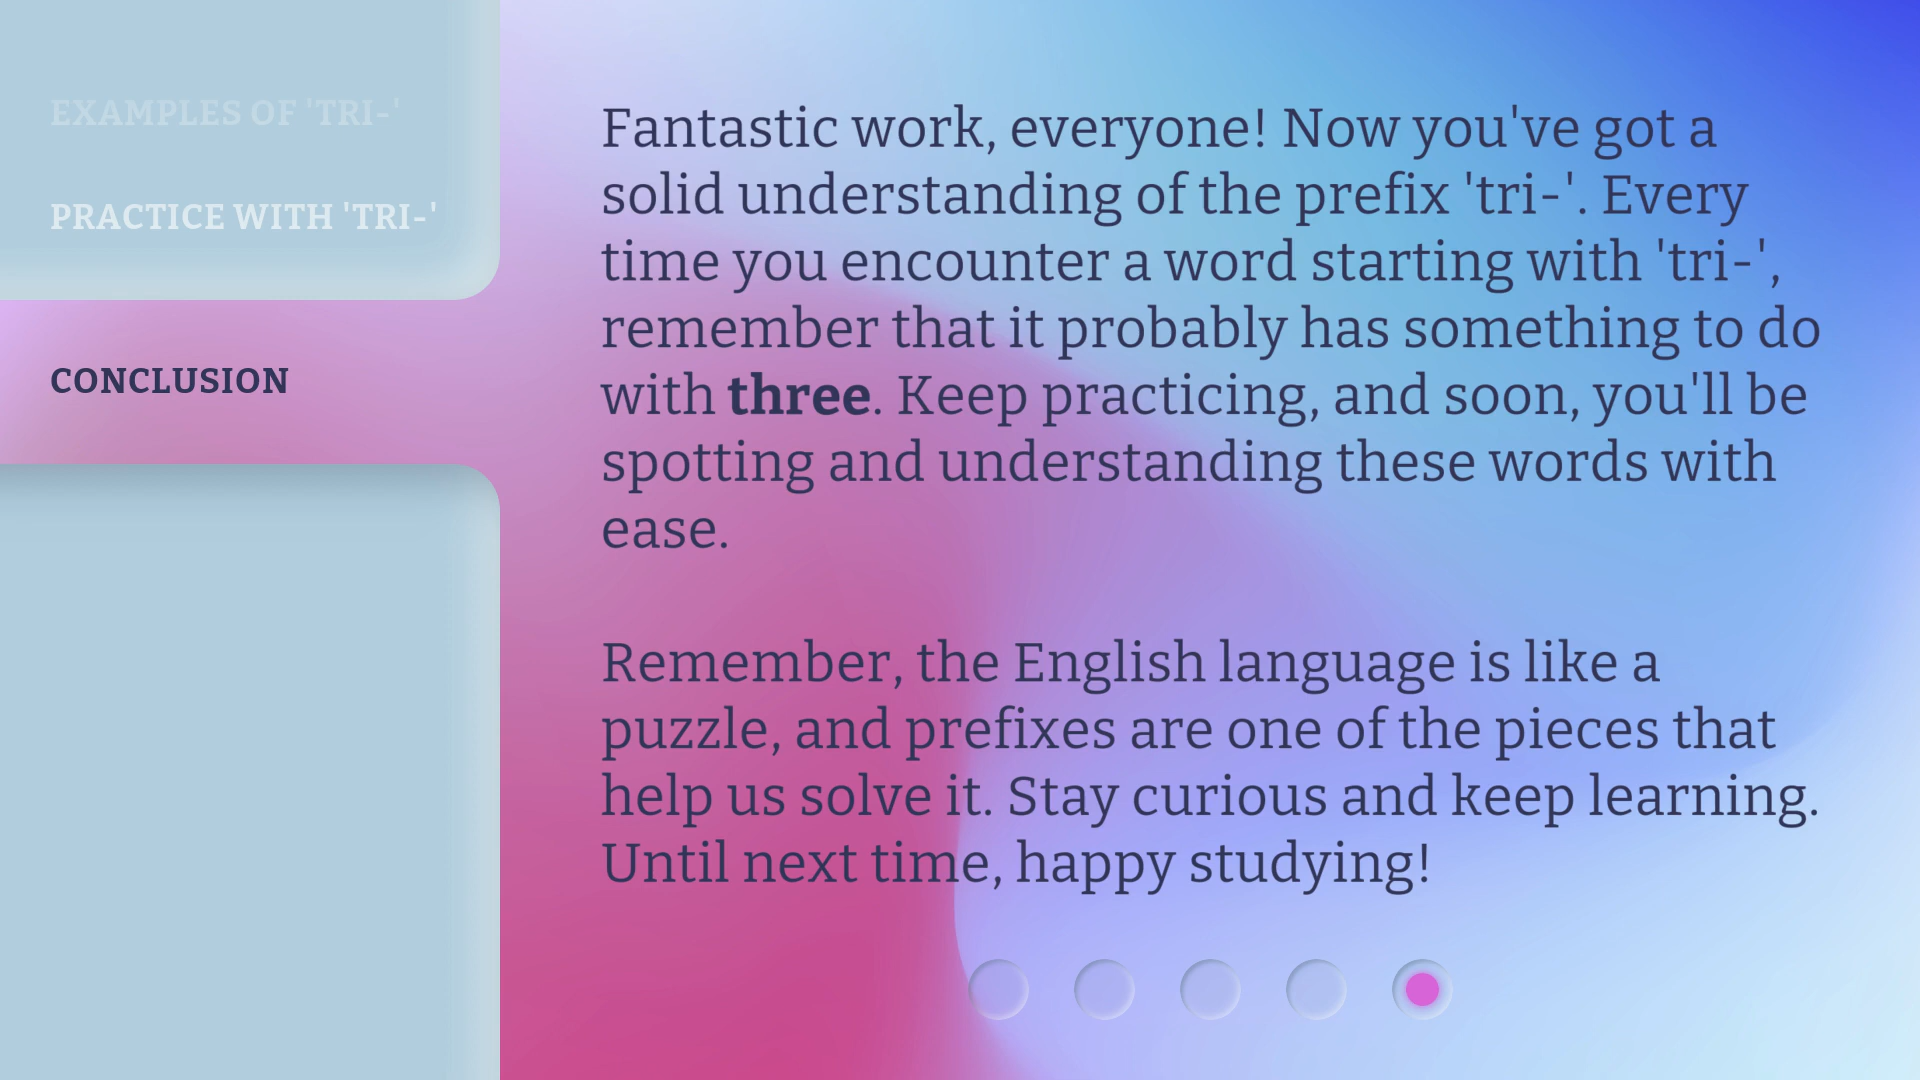 EXAMPLES OF 'TRI-'
PRACTICE WITH 'TRI-'
CONCLUSION
Fantastic work, everyone! Now you've got a
solid understanding of the prefix 'tri-'. Every
time you encounter a word starting with 'tri-',
remember that it probably has something to do
with three. Keep practicing, and soon, you'll be
spotting and understanding these words with
ease.
Remember, the English language is like a
puzzle, and prefixes are one of the pieces that
help us solve it. Stay curious and keep learning.
Until next time, happy studying!